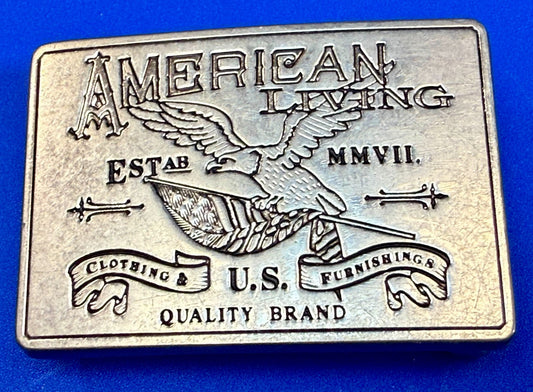 AMERICAN
LIVING
ESTAB MMVII.
CLOTHING & U.S. FURNISHINGS
QUALITY BRAND